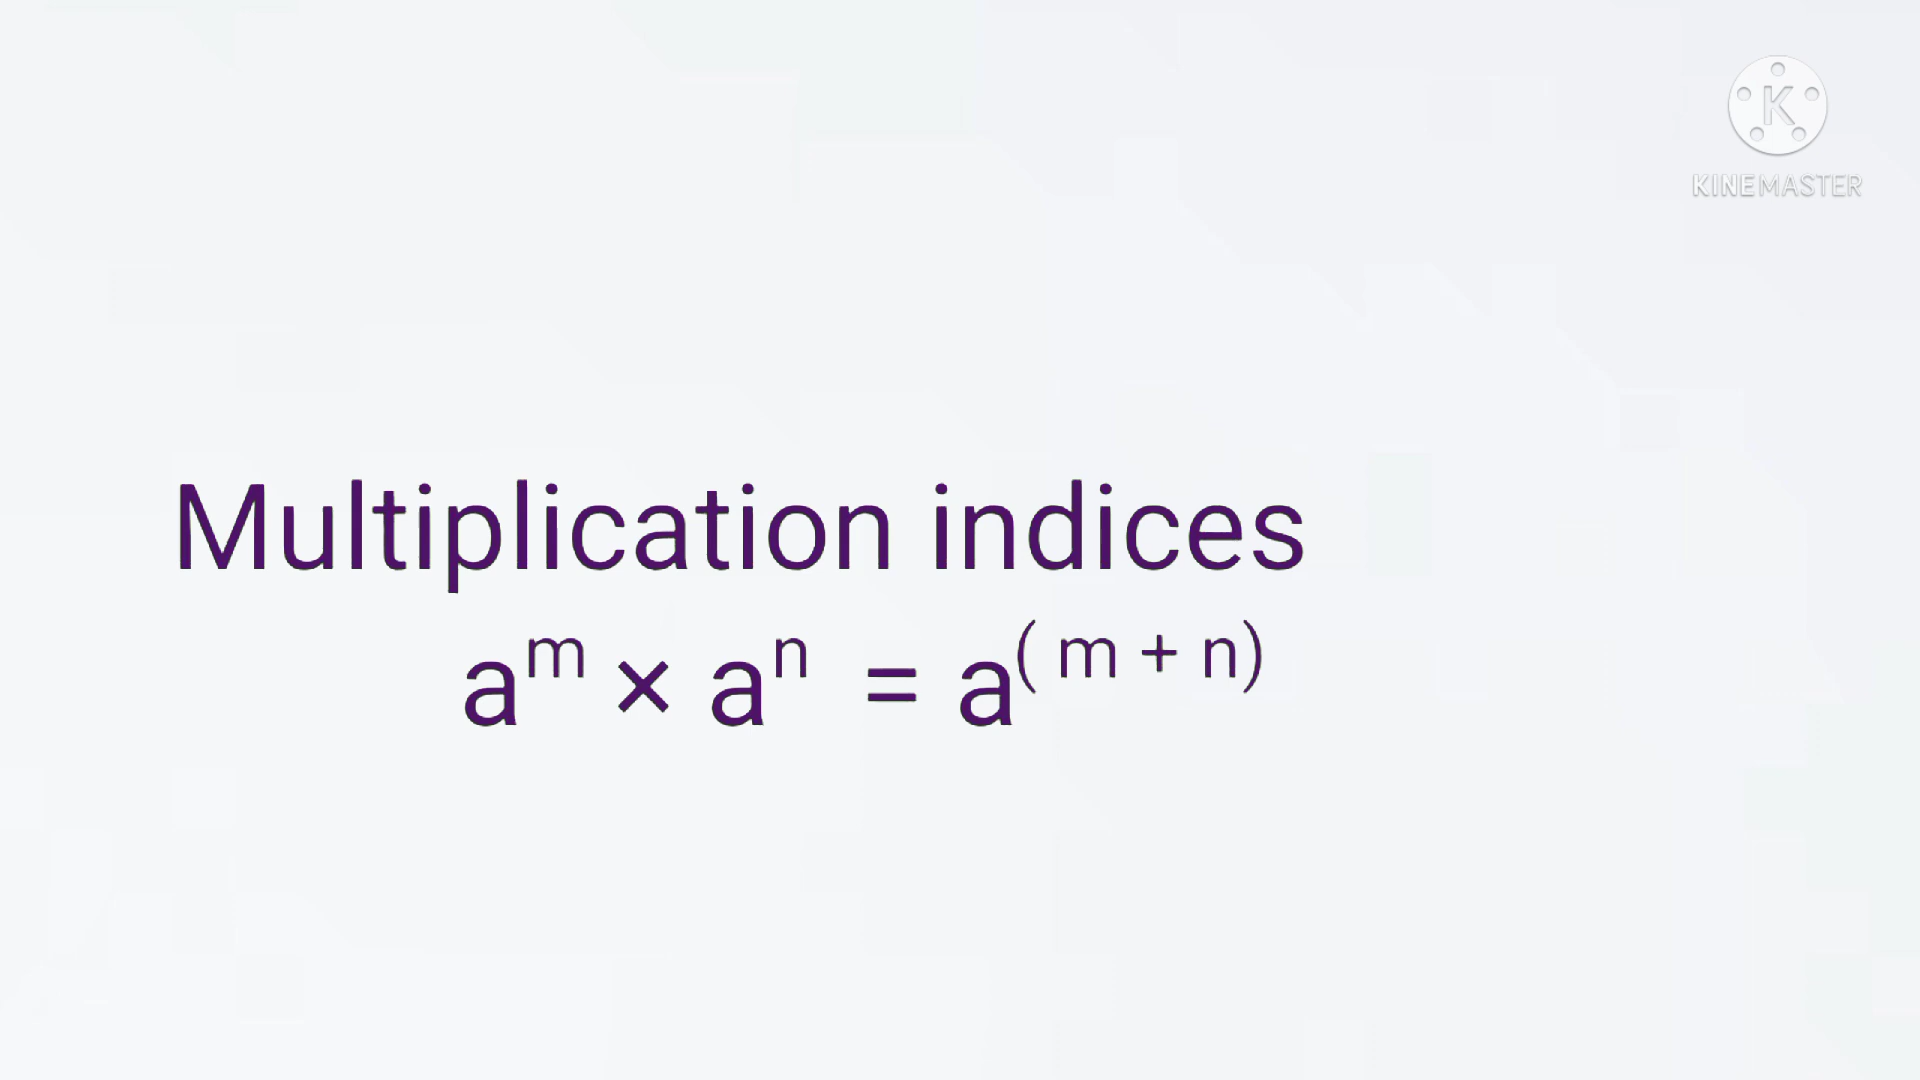 K
KINEMASTER
Multiplication indices
aᵐ × aⁿ = a⁽ ᵐ ⁺ ⁿ⁾